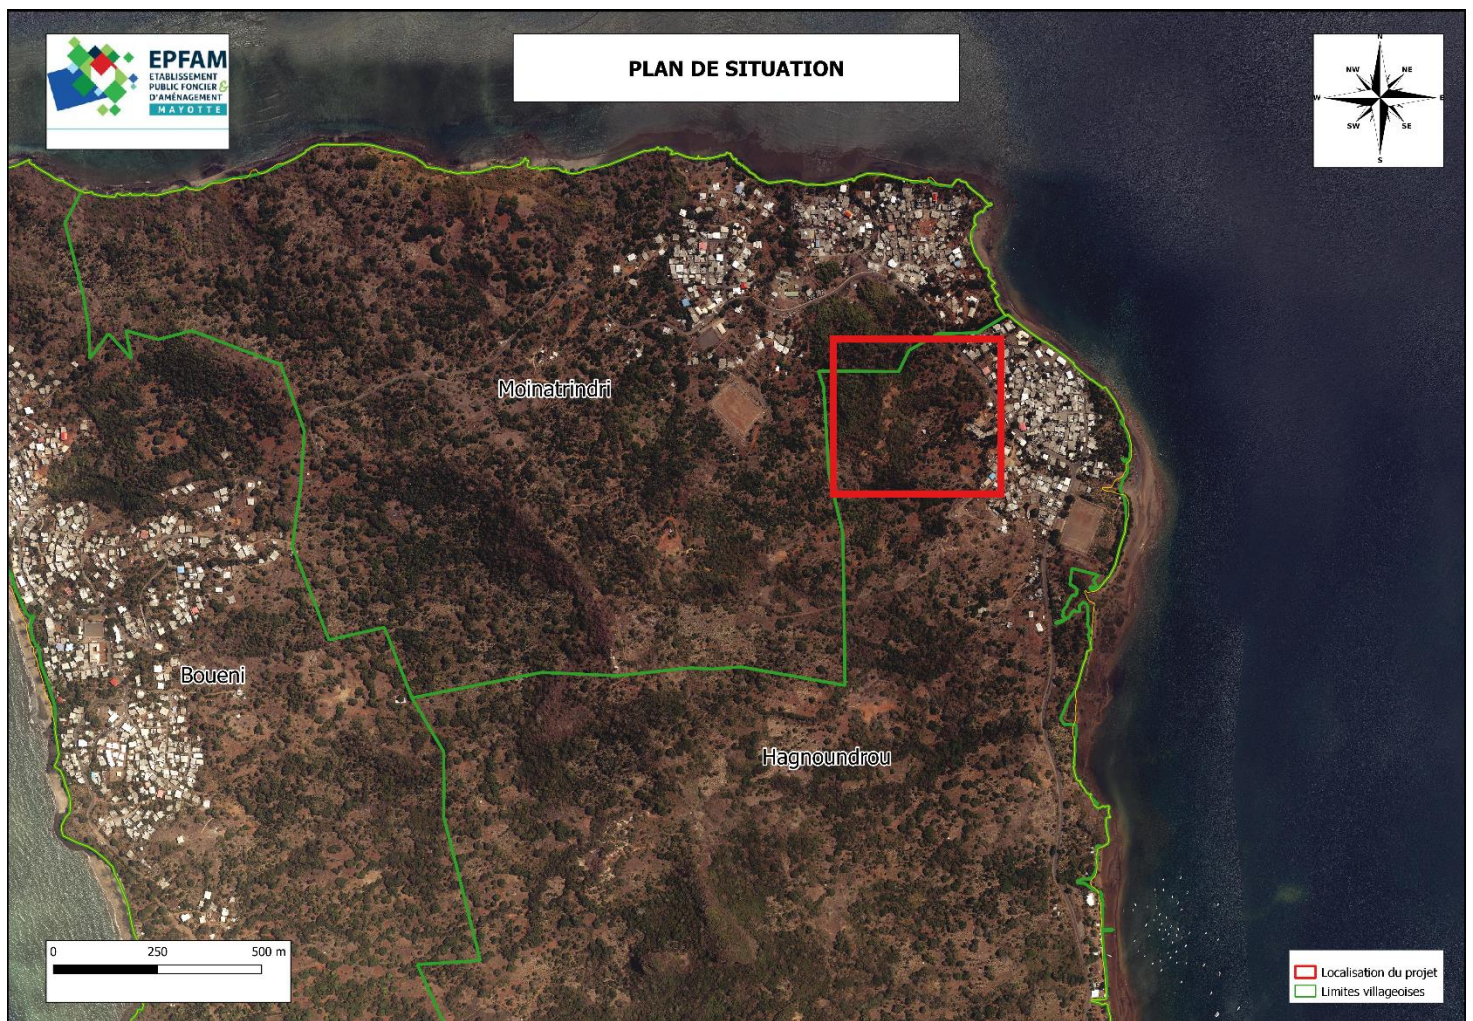 EPFAM
ETABLISSEMENT
PUBLIC FONCIER &
D'AMÉNAGEMENT
MAYOTTE
PLAN DE SITUATION
N
NW
NE
W
E
SW
SE
S
Moinatrindri
Boueni
Hagnoundrou
0 250 500 m
Localisation du projet
Limites villageoises